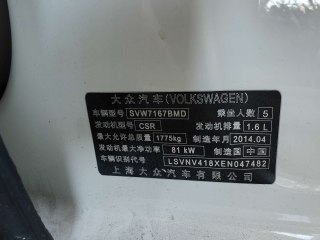 大众汽车(VOLKSWAGEN)
车辆型号 SVW7167BMD 乘坐人数 5
发动机型号 CSR 发动机排量 1.6 L
最大允许总质量 1775kg 制造年月 2014.04
发动机最大净功率 81 kW 制造国 中国
车辆识别代号 LSVNV418XEN047482
上海大众汽车有限公司